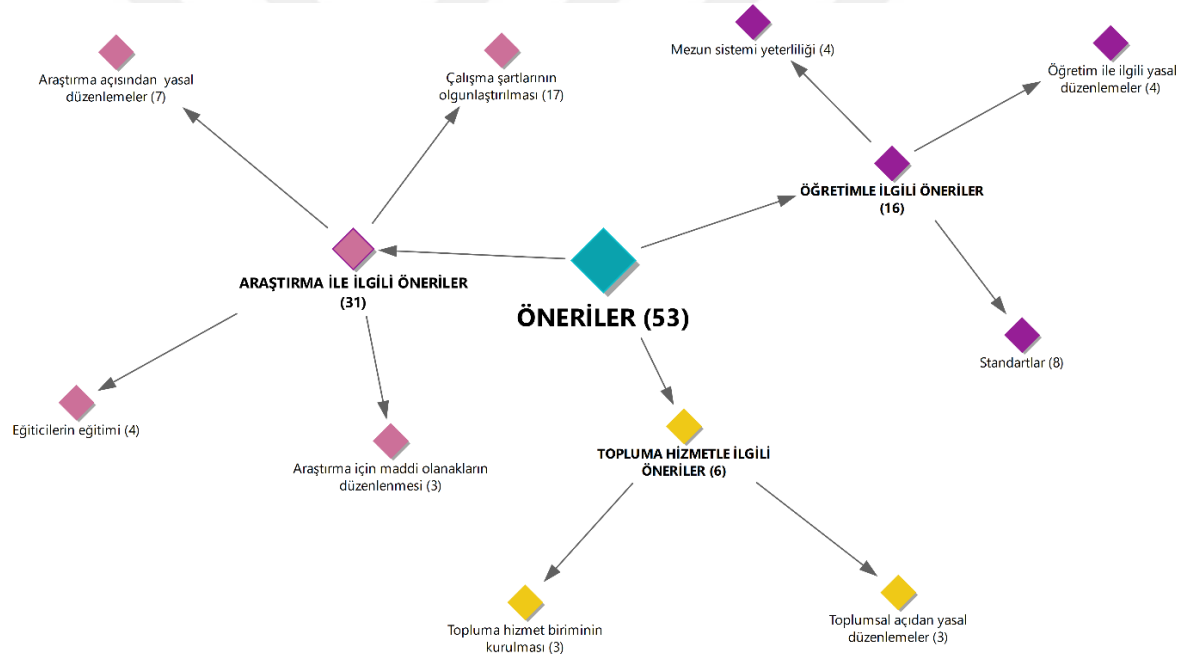 Mezun sistemi yeterliliği (4)
Araştırma açısından yasal
düzenlemeler (7)
Çalışma şartlarının
olgunlaştırılması (17)
Öğretim ile ilgili yasal
düzenlemeler (4)
ÖĞRETİMLE İLGİLİ ÖNERİLER
(16)
ARAŞTIRMA İLE İLGİLİ ÖNERİLER
(31)
ÖNERİLER (53)
Standartlar (8)
Eğiticilerin eğitimi (4)
Araştırma için maddi olanakların
düzenlenmesi (3)
TOPLUMA HİZMETLE İLGİLİ
ÖNERİLER (6)
Topluma hizmet biriminin
kurulması (3)
Toplumsal açıdan yasal
düzenlemeler (3)